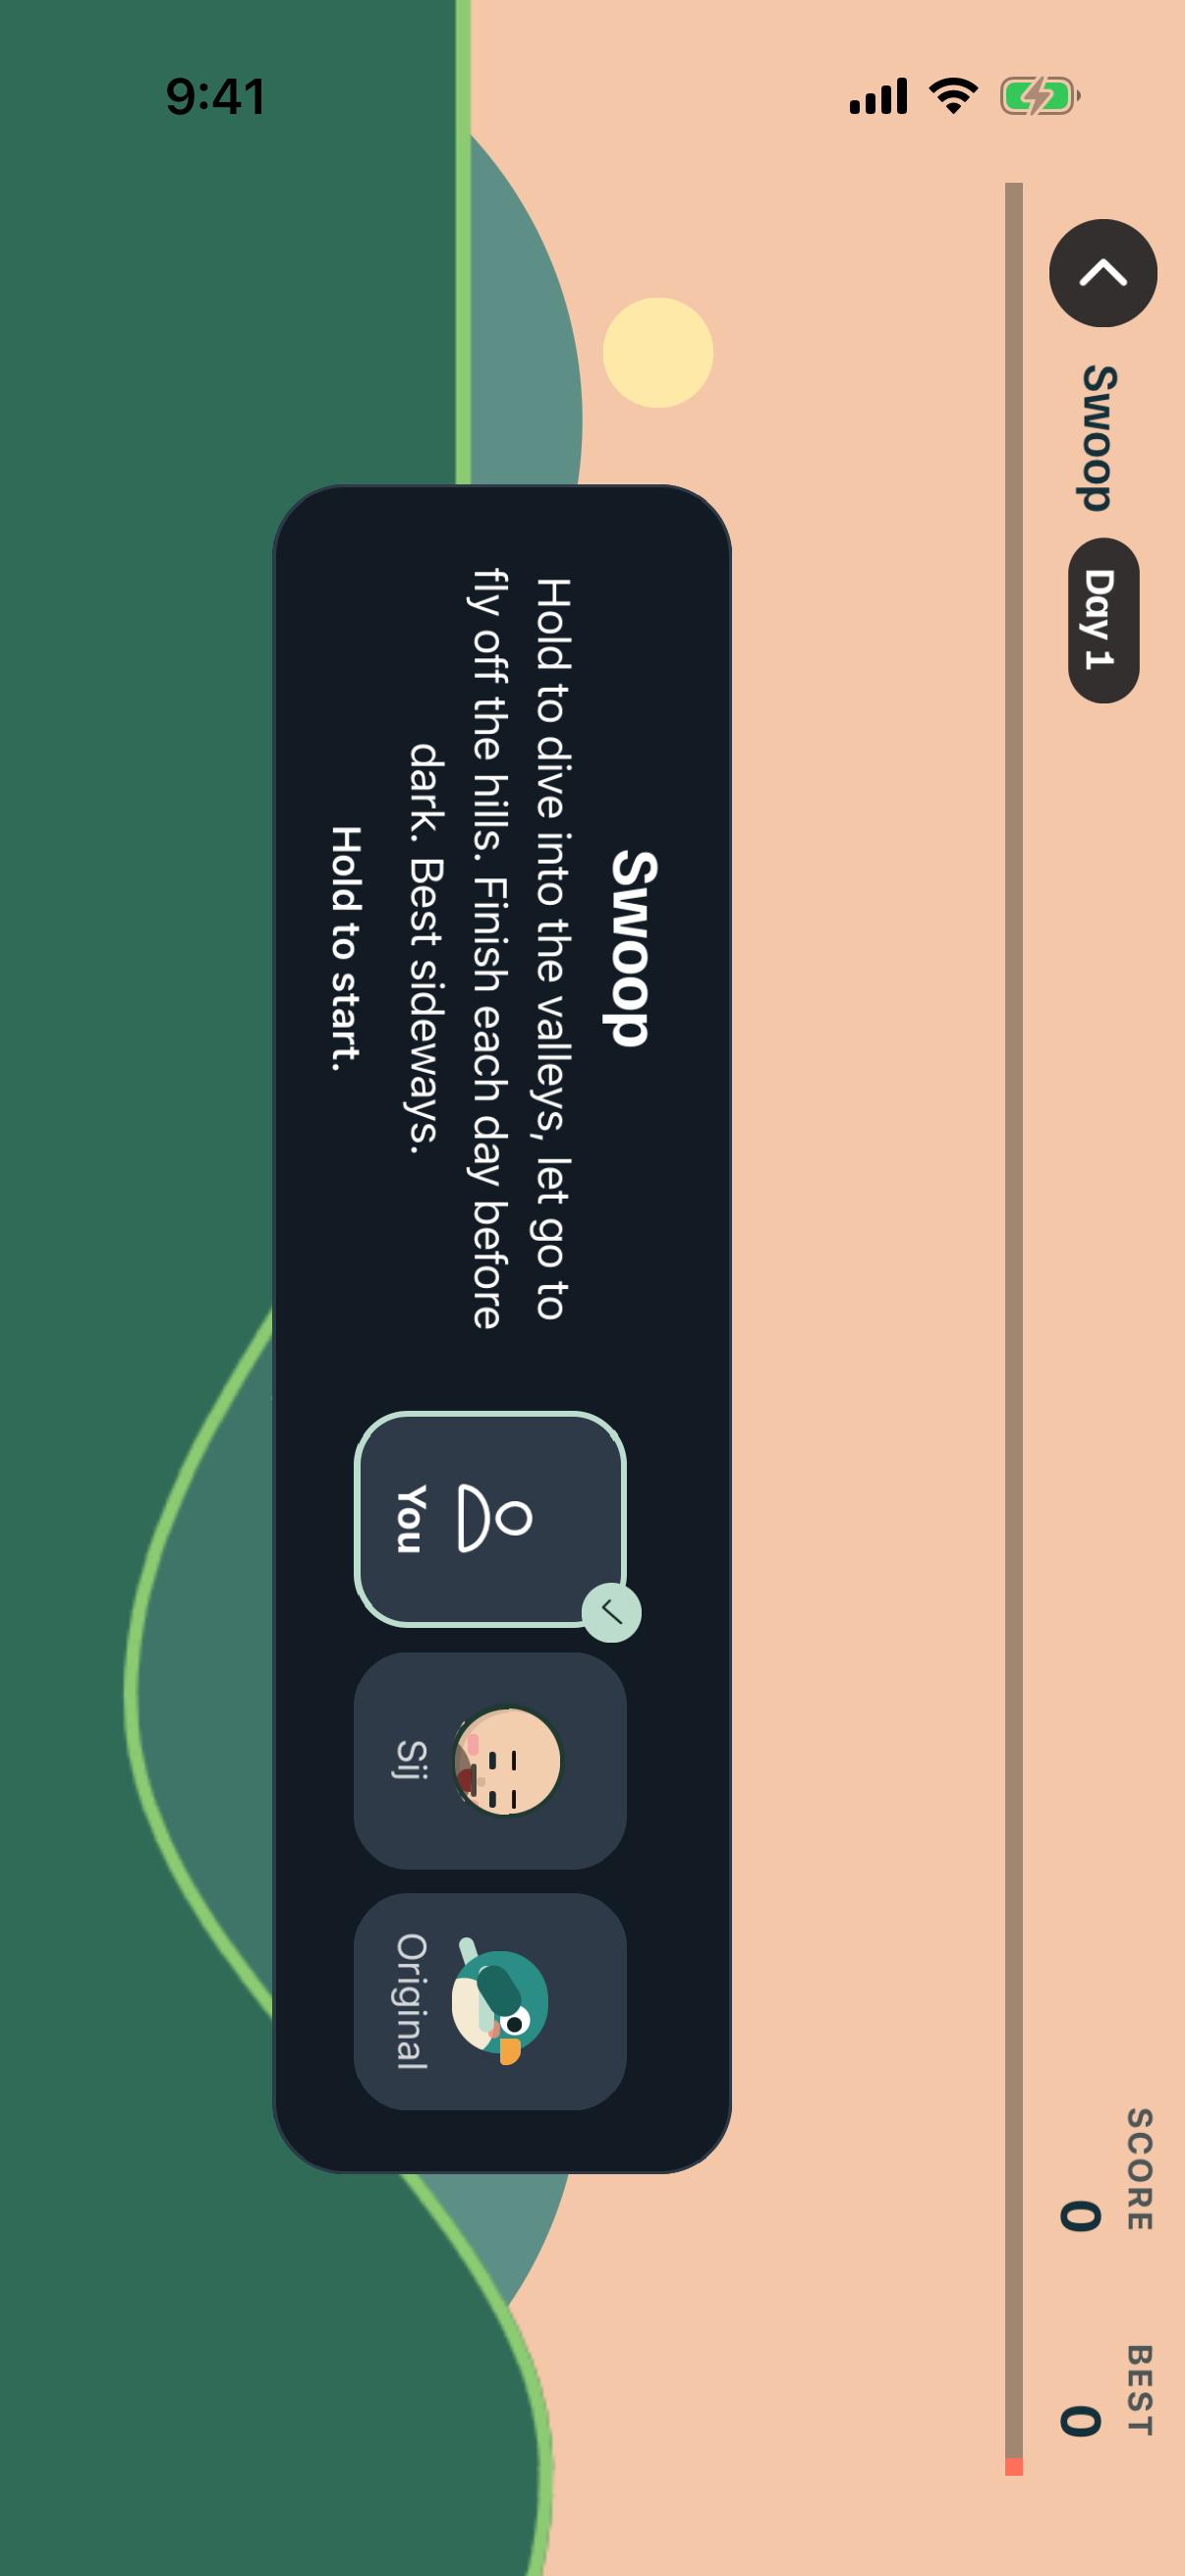 9:41
Swoop
Day 1
SCORE
0
BEST
0
Swoop
Hold to dive into the valleys, let go to
fly off the hills. Finish each day before
dark. Best sideways.
Hold to start.
You
Sij
Original